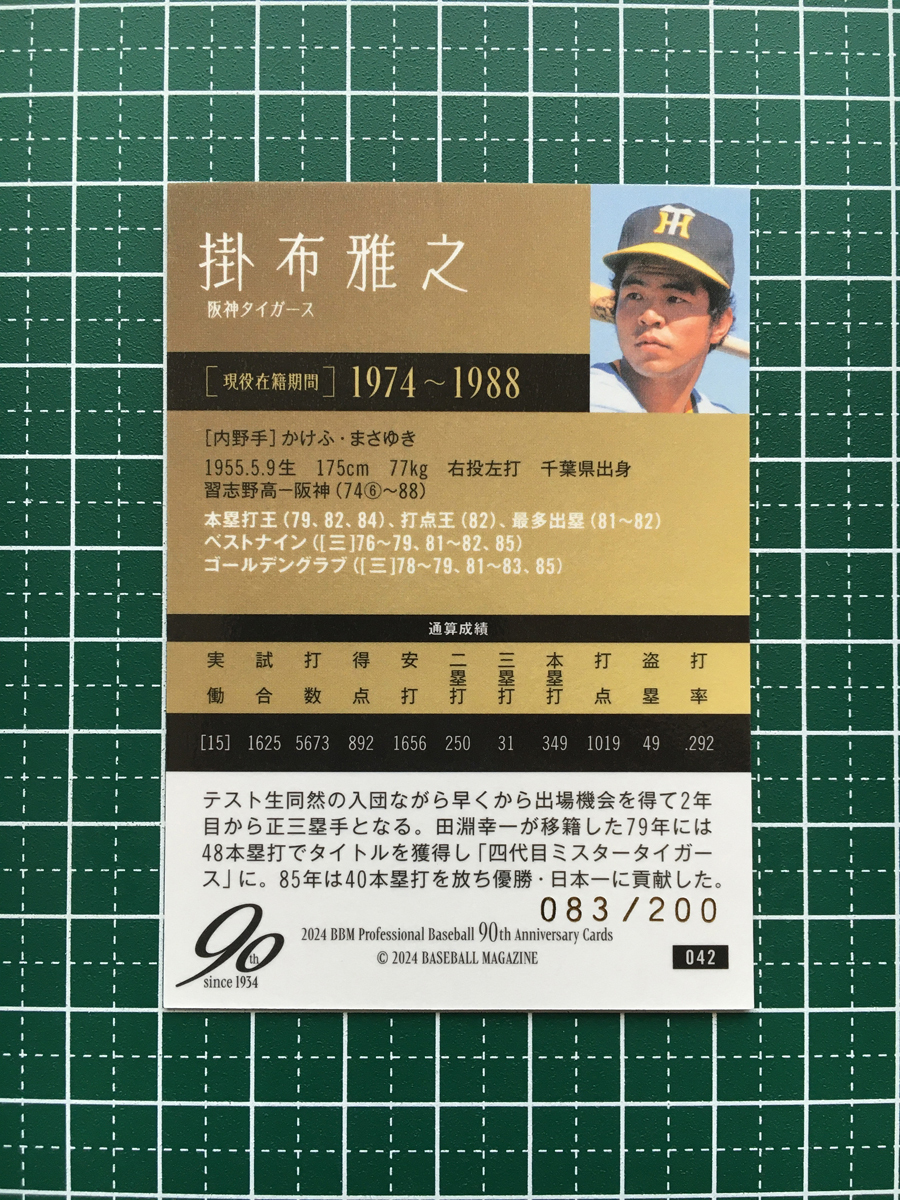 掛布雅之
阪神タイガース
HT
[現役在籍期間] 1974～1988
[内野手]かけふ・まさゆき
1955.5.9生 175cm 77kg 右投左打 千葉県出身
習志野高ー阪神（74⑥～88）
本塁打王（79、82、84）、打点王（82）、最多出塁（81～82）
ベストナイン（[三]76～79、81～82、85）
ゴールデングラブ（[三]78～79、81～83、85）
通算成績
実働 試合 打数 得点 安打 二塁打 三塁打 本塁打 打点 盗塁 打率
[15] 1625 5673 892 1656 250 31 349 1019 49 .292
テスト生同然の入団ながら早くから出場機会を得て2年
目から正三塁手となる。田淵幸一が移籍した79年には
48本塁打でタイトルを獲得し「四代目ミスタータイガー
ス」に。85年は40本塁打を放ち優勝・日本一に貢献した。
083/200
90th
since 1934
2024 BBM Professional Baseball 90th Anniversary Cards
© 2024 BASEBALL MAGAZINE
042